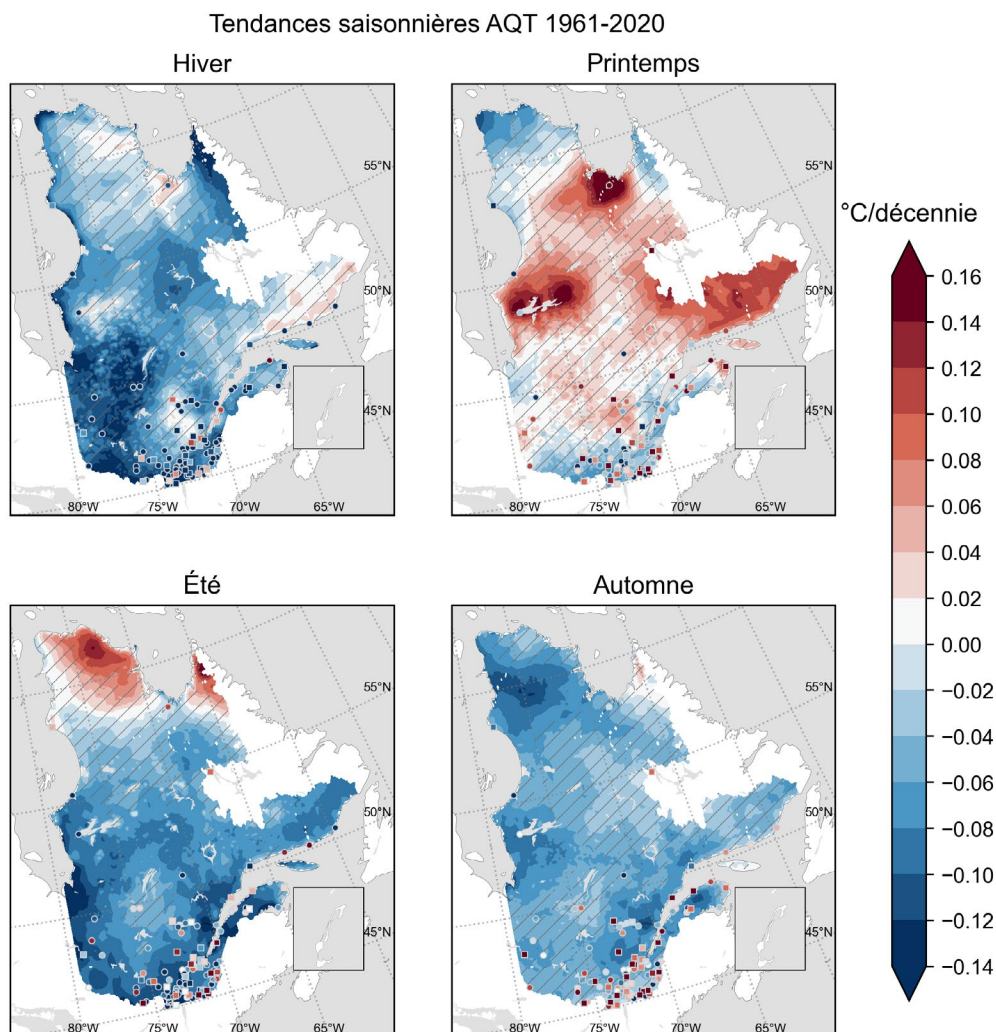 Tendances saisonnières AQT 1961-2020
Hiver
Printemps
55°N
50°N
45°N
80°W
75°W
70°W
65°W
55°N
50°N
45°N
80°W
75°W
70°W
65°W
°C/décennie
0.16
0.14
0.12
0.10
0.08
0.06
0.04
0.02
0.00
−0.02
−0.04
−0.06
−0.08
−0.10
−0.12
−0.14
Été
Automne
55°N
50°N
45°N
80°W
75°W
70°W
65°W
55°N
50°N
45°N
80°W
75°W
70°W
65°W